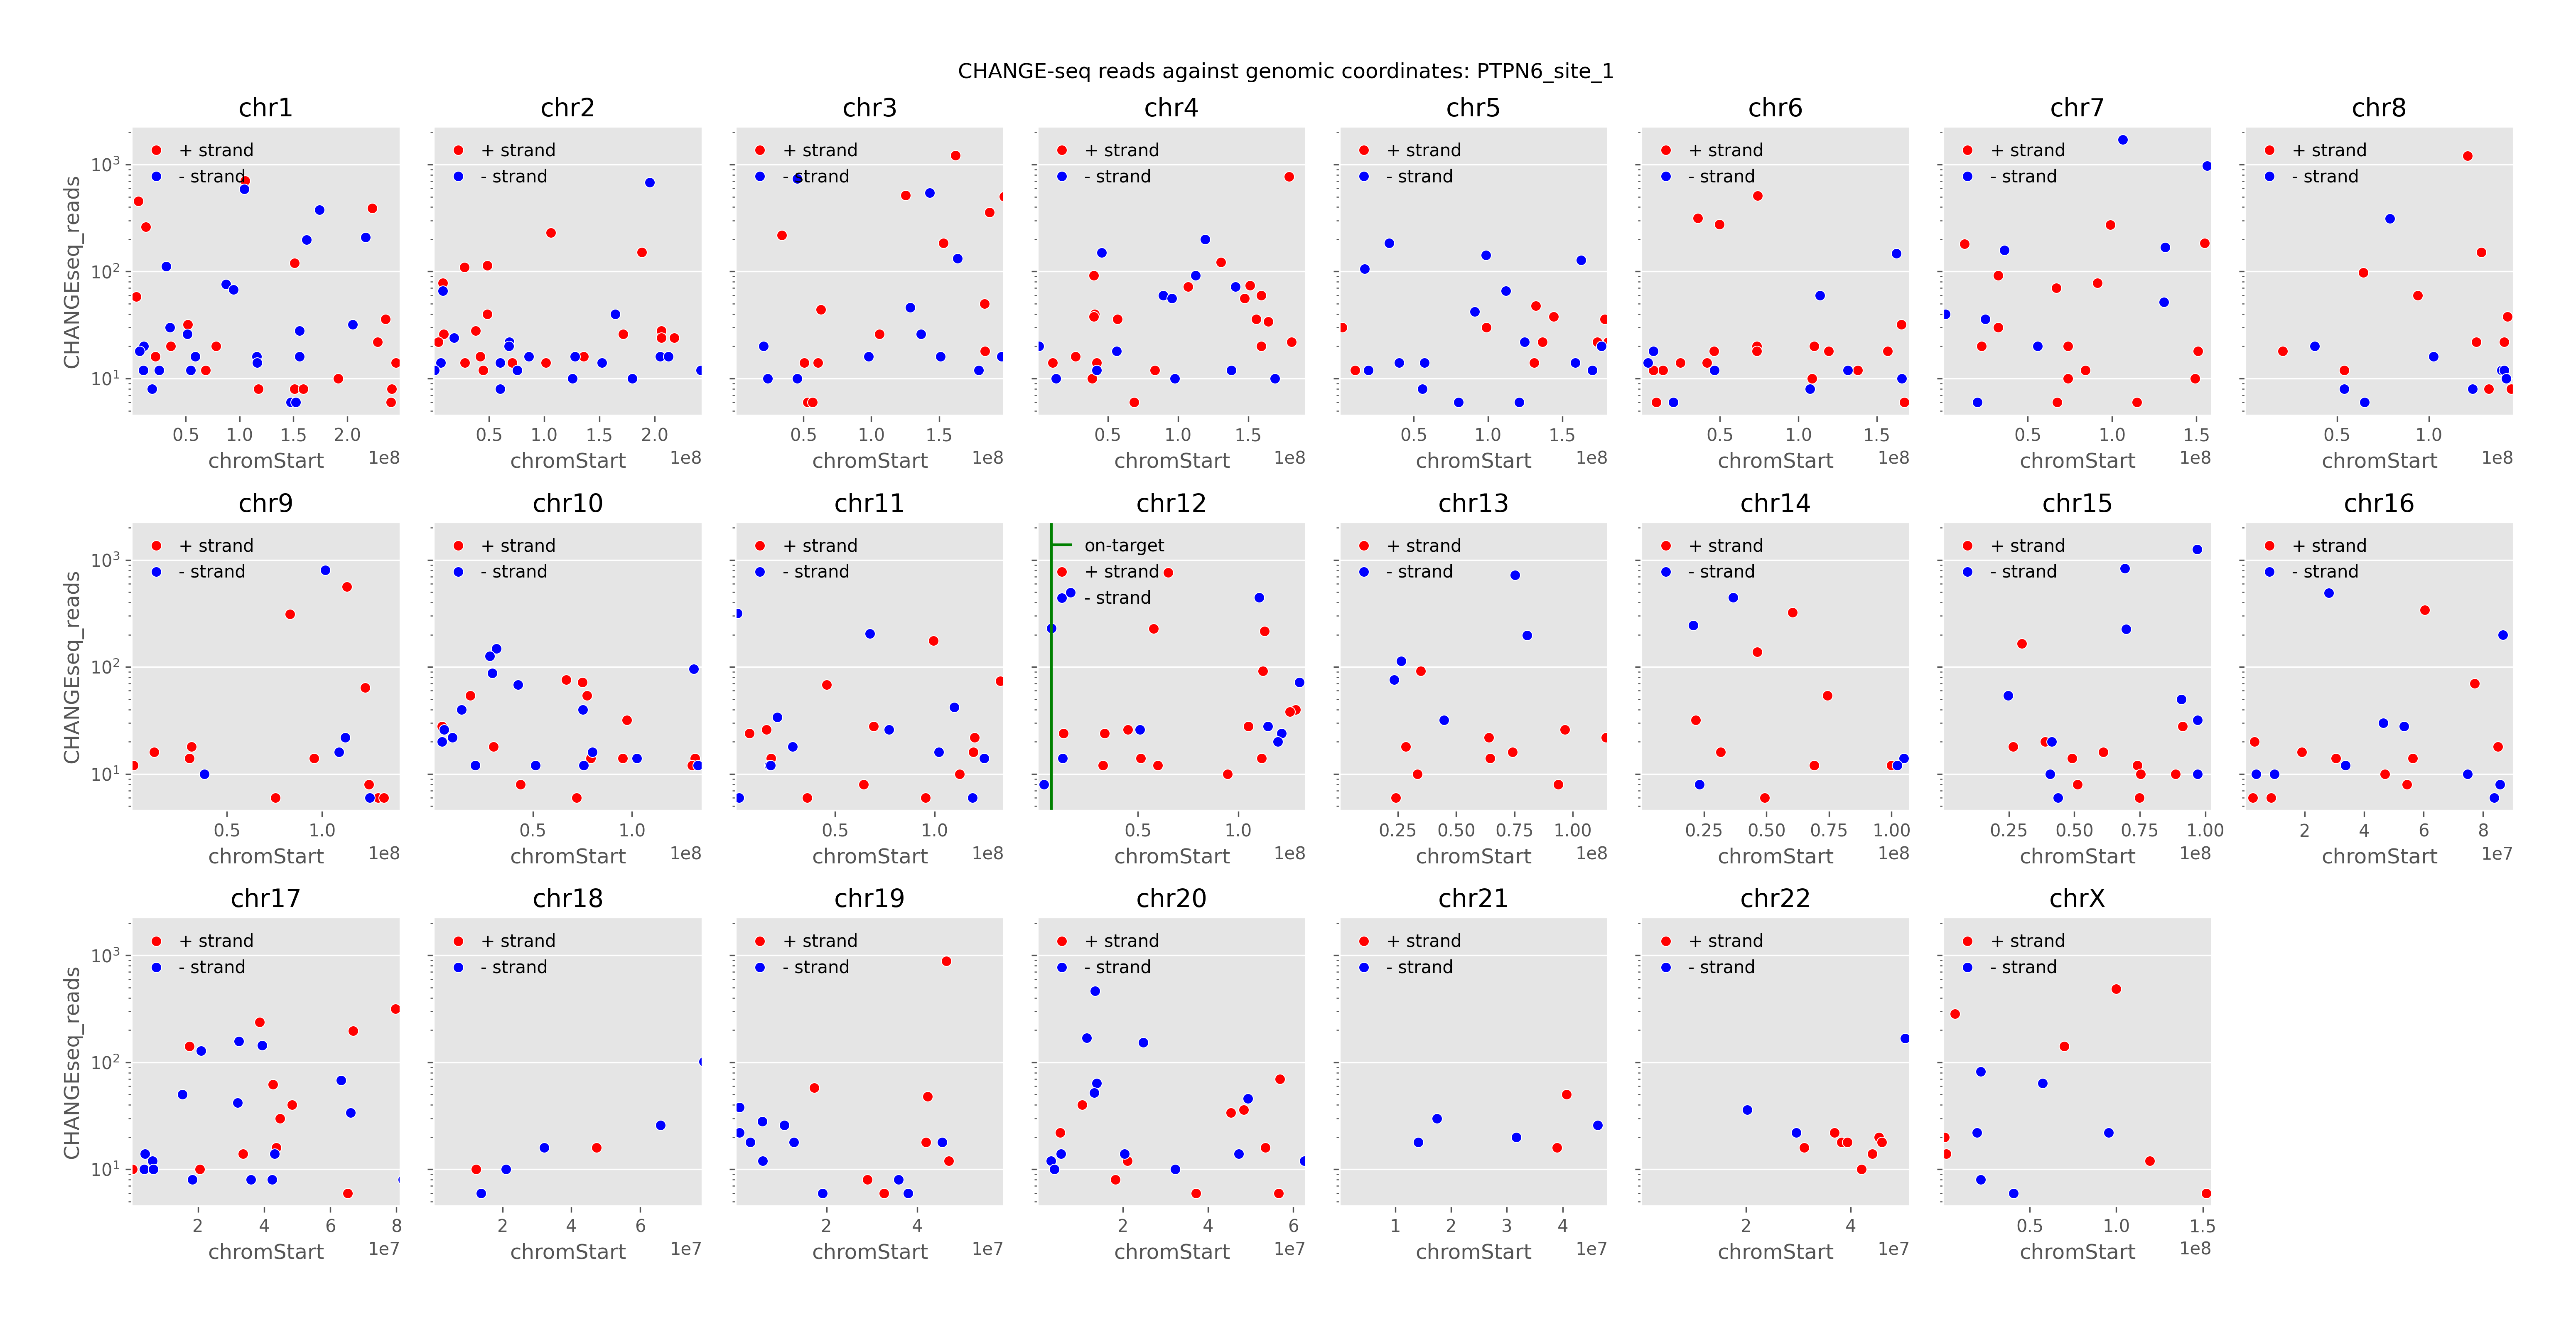 CHANGE-seq reads against genomic coordinates: PTPN6_site_1
chr1 chr2 chr3 chr4 chr5 chr6 chr7 chr8
+ strand + strand + strand + strand + strand + strand + strand + strand
- strand - strand - strand - strand - strand - strand - strand - strand
10³
10²
10¹
CHANGEseq_reads
0.5 1.0 1.5 2.0 0.5 1.0 1.5 2.0 0.5 1.0 1.5 0.5 1.0 1.5 0.5 1.0 1.5 0.5 1.0 1.5 0.5 1.0 1.5 0.5 1.0
1e8 1e8 1e8 1e8 1e8 1e8 1e8 1e8
chromStart chromStart chromStart chromStart chromStart chromStart chromStart chromStart
chr9 chr10 chr11 chr12 chr13 chr14 chr15 chr16
+ strand + strand + strand on-target + strand + strand + strand + strand
- strand - strand - strand + strand - strand - strand - strand - strand
- strand
10³
10²
10¹
CHANGEseq_reads
0.5 1.0 0.5 1.0 0.5 1.0 0.5 1.0 0.25 0.50 0.75 1.00 0.25 0.50 0.75 1.00 0.25 0.50 0.75 1.00 2 4 6 8
1e8 1e8 1e8 1e8 1e8 1e8 1e8 1e7
chromStart chromStart chromStart chromStart chromStart chromStart chromStart chromStart
chr17 chr18 chr19 chr20 chr21 chr22 chrX
+ strand + strand + strand + strand + strand + strand + strand
- strand - strand - strand - strand - strand - strand - strand
10³
10²
10¹
CHANGEseq_reads
2 4 6 8 2 4 6 2 4 2 4 6 1 2 3 4 2 4 0.5 1.0 1.5
1e7 1e7 1e7 1e7 1e7 1e7 1e8
chromStart chromStart chromStart chromStart chromStart chromStart chromStart